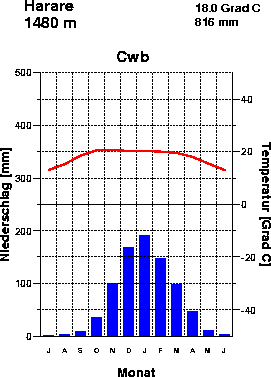 Harare
18.0 Grad C
1480 m
816 mm
Cwb
500
400
300
200
100
0
Niederschlag [mm]
40
20
0
-20
-40
Temperatur [Grad C]
J A S O N D J F M A M J
Monat